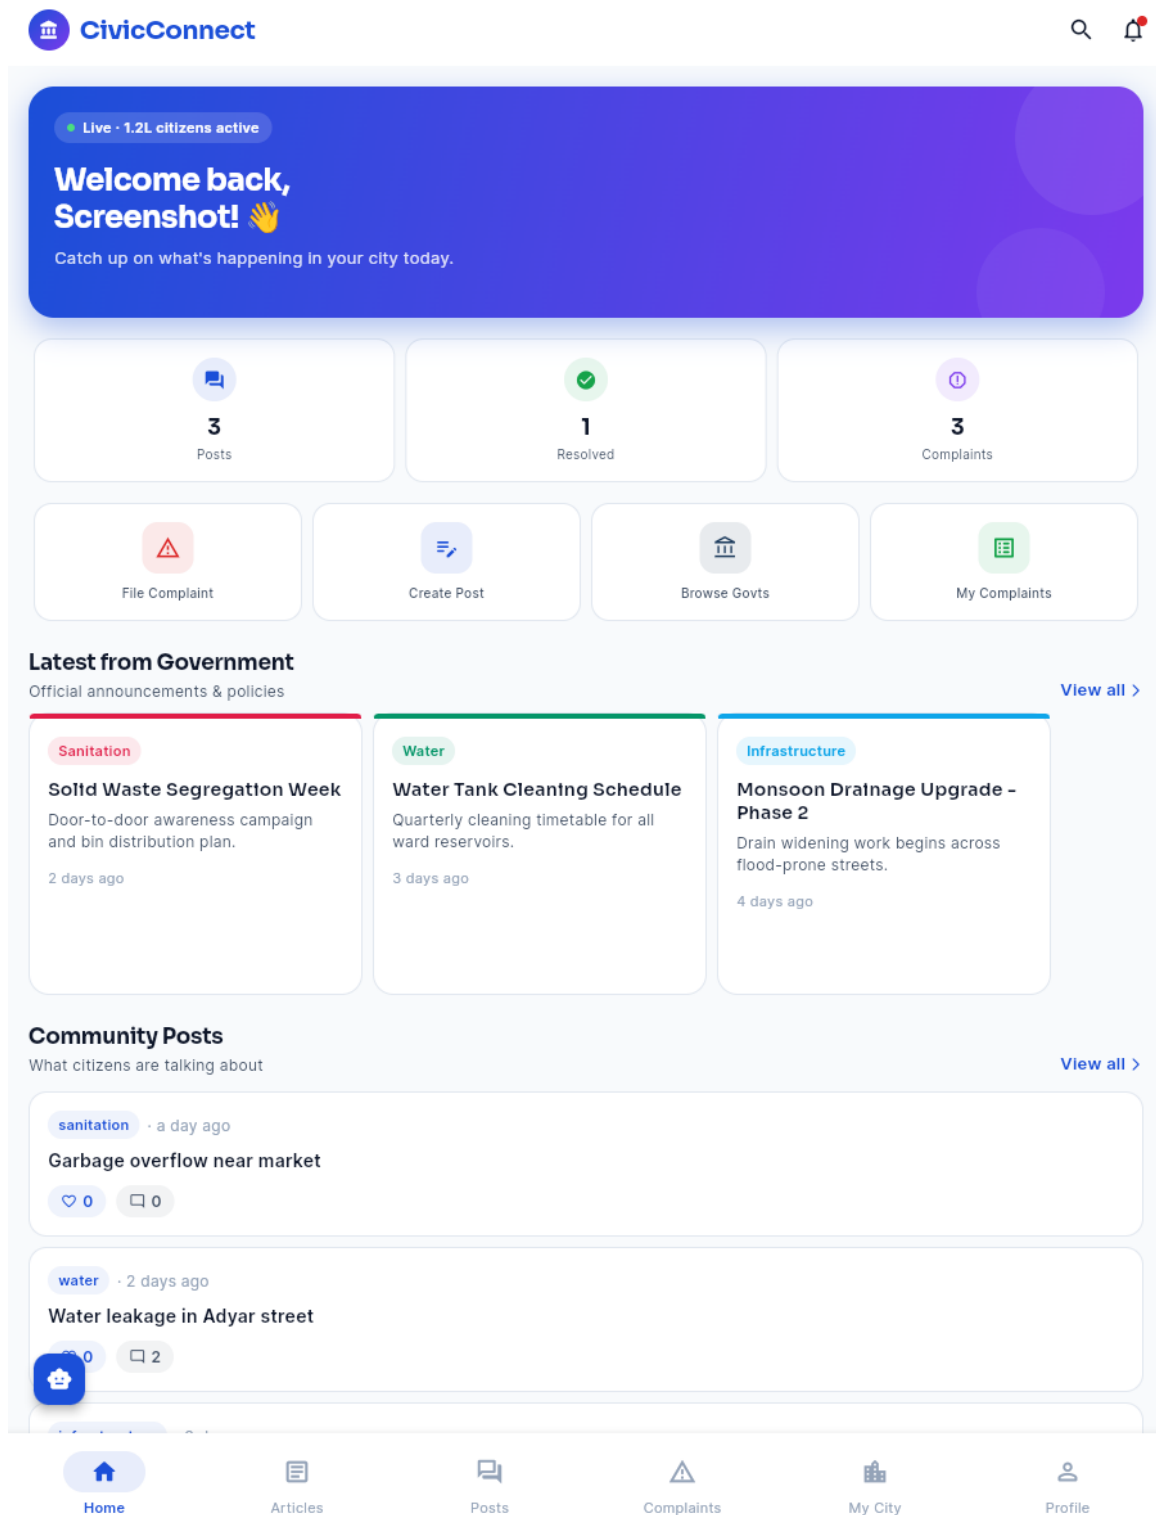 CivicConnect
Live · 1.2L citizens active
Welcome back,
Screenshot! 👋
Catch up on what's happening in your city today.
3
Posts
1
Resolved
3
Complaints
File Complaint
Create Post
Browse Govts
My Complaints
Latest from Government
Official announcements & policies
View all
Sanitation
Solid Waste Segregation Week
Door-to-door awareness campaign
and bin distribution plan.
2 days ago
Water
Water Tank Cleaning Schedule
Quarterly cleaning timetable for all
ward reservoirs.
3 days ago
Infrastructure
Monsoon Drainage Upgrade -
Phase 2
Drain widening work begins across
flood-prone streets.
4 days ago
Community Posts
What citizens are talking about
View all
sanitation · a day ago
Garbage overflow near market
0 0
water · 2 days ago
Water leakage in Adyar street
0 2
Home
Articles
Posts
Complaints
My City
Profile